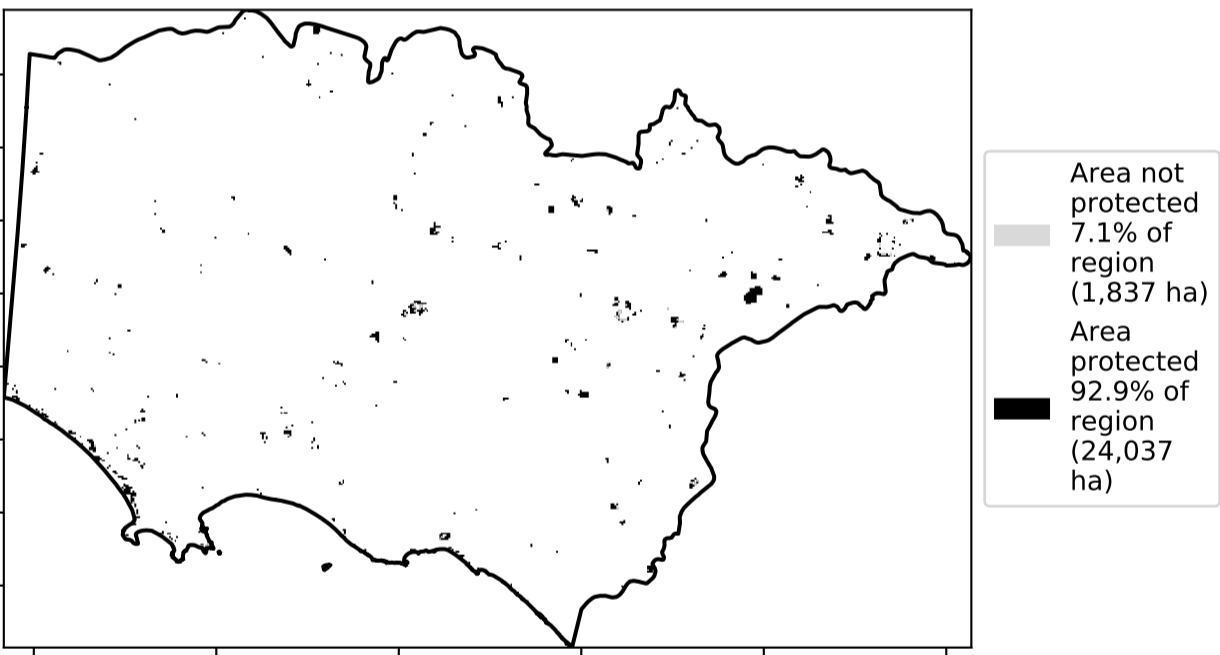 Area not
protected
7.1% of
region
(1,837 ha)
Area
protected
92.9% of
region
(24,037
ha)